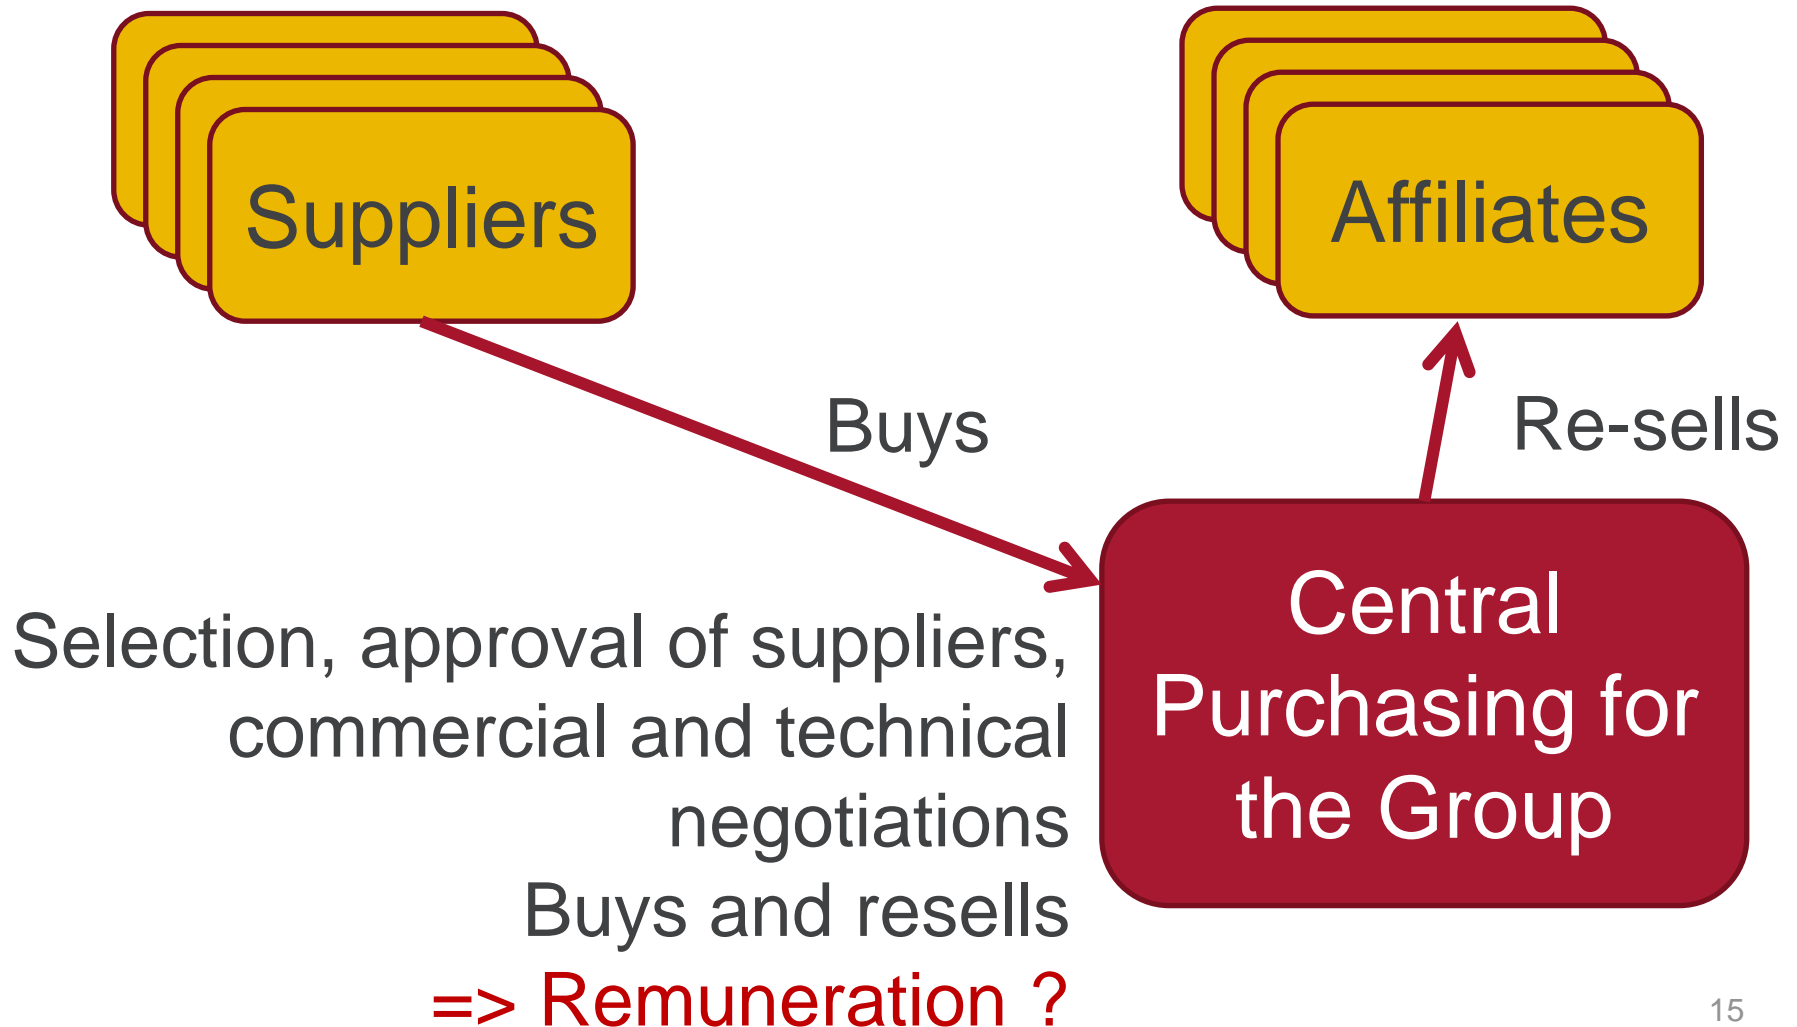 Suppliers
Affiliates
Buys
Re-sells
Central
Purchasing for
the Group
Selection, approval of suppliers,
commercial and technical
negotiations
Buys and resells
=> Remuneration ?
15